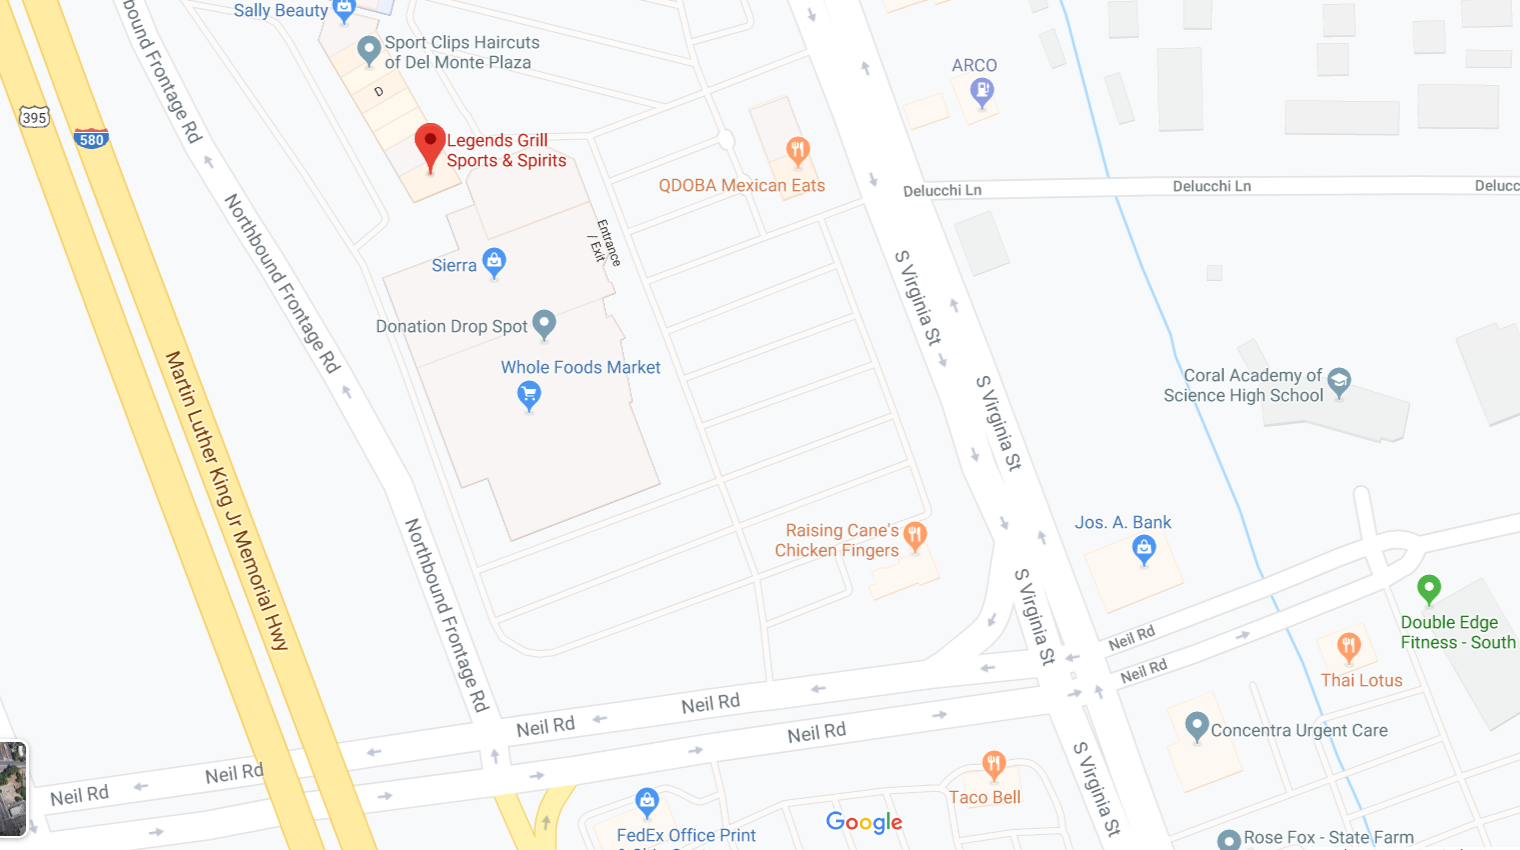 Sally Beauty
Sport Clips Haircuts
of Del Monte Plaza
D
bound Frontage Rd
395
580
ARCO
Legends Grill
Sports & Spirits
QDOBA Mexican Eats
Delucchi Ln
Delucchi Ln
Delucc
Northbound Frontage Rd
Entrance
/ Exit
Sierra
S Virginia St
Donation Drop Spot
Whole Foods Market
Martin Luther King Jr Memorial Hwy
S Virginia St
Coral Academy of
Science High School
Northbound Frontage Rd
Raising Cane's
Chicken Fingers
Jos. A. Bank
S Virginia St
Neil Rd
Neil Rd
Double Edge
Fitness - South
Thai Lotus
Neil Rd
Neil Rd
Neil Rd
Neil Rd
Neil Rd
Concentra Urgent Care
S Virginia St
Taco Bell
Google
FedEx Office Print
Rose Fox - State Farm